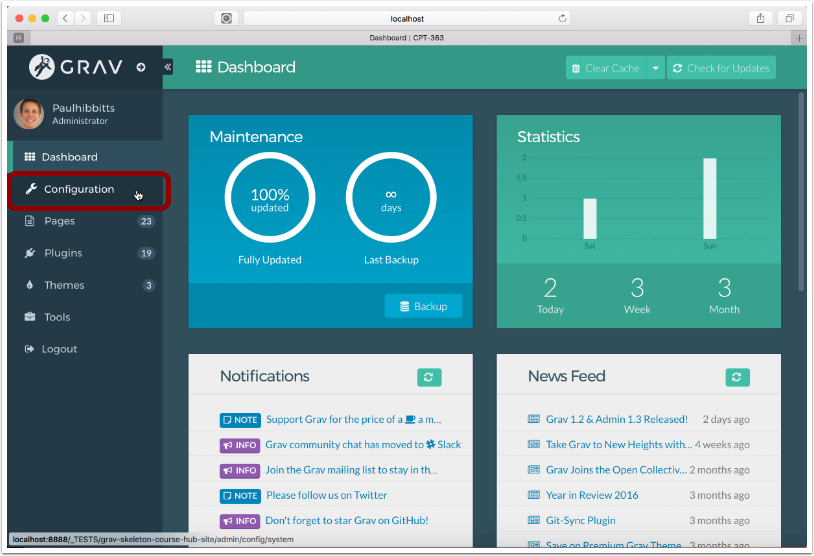 localhost
H
Dashboard | CPT-363
GRAV
Dashboard
Clear Cache
Check for Updates
Paulhibbitts
Administrator
Dashboard
Configuration
Pages 23
Plugins 19
Themes 3
Tools
Logout
Maintenance
100%
updated
Fully Updated
∞
days
Last Backup
Backup
Statistics
2
1.5
1
0.5
0
Sat Sun
2 3 3
Today Week Month
Notifications
NOTE Support Grav for the price of a a m...
INFO Grav community chat has moved to Slack
INFO Join the Grav mailing list to stay in th...
NOTE Please follow us on Twitter
INFO Don't forget to star Grav on GitHub!
News Feed
Grav 1.2 & Admin 1.3 Released! 2 days ago
Take Grav to New Heights with... 4 weeks ago
Grav Joins the Open Collectiv... 2 months ago
Year in Review 2016 3 months ago
Git-Sync Plugin 3 months ago
Save on Premium Grav Theme... 3 months ago
localhost:8888/_TESTS/grav-skeleton-course-hub-site/admin/config/system